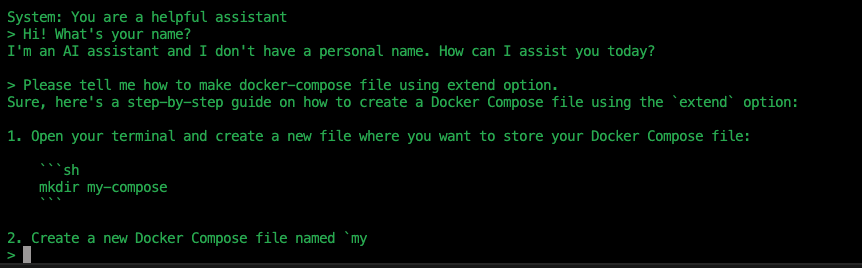 System: You are a helpful assistant
> Hi! What's your name?
I'm an AI assistant and I don't have a personal name. How can I assist you today?
> Please tell me how to make docker-compose file using extend option.
Sure, here's a step-by-step guide on how to create a Docker Compose file using the `extend` option:
1. Open your terminal and create a new file where you want to store your Docker Compose file:
```sh
mkdir my-compose
```
2. Create a new Docker Compose file named `my
>